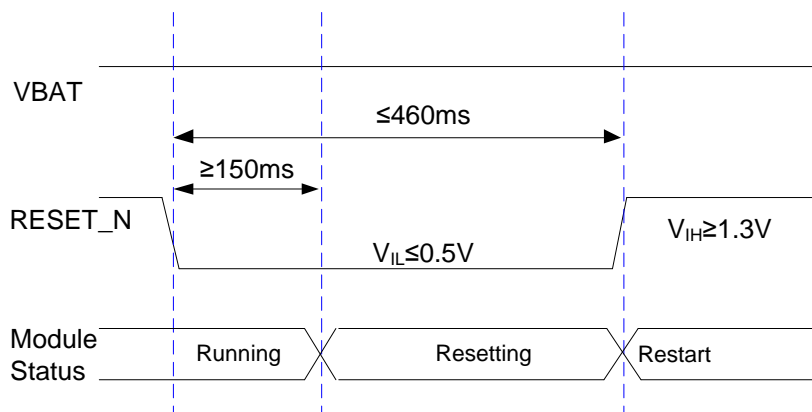 VBAT
≤460ms
≥150ms
RESET_N
VIL≤0.5V
VIH≥1.3V
Module
Status
Running
Resetting
Restart